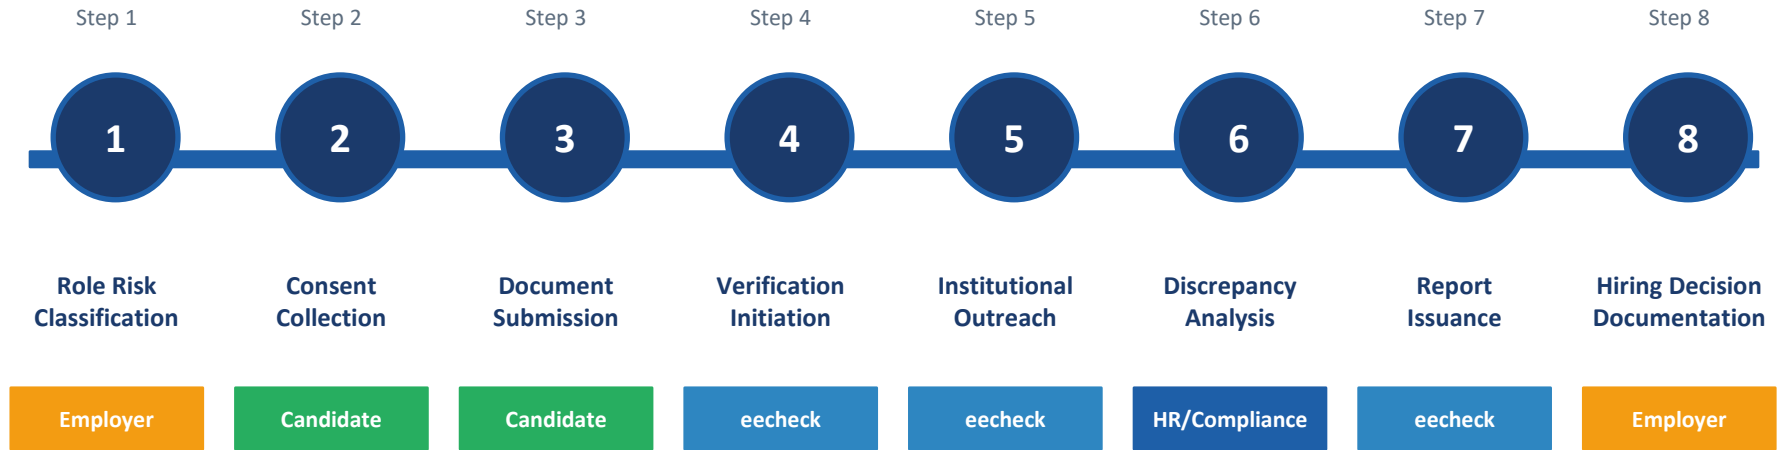 Step 1
Step 2
Step 3
Step 4
Step 5
Step 6
Step 7
Step 8
1
2
3
4
5
6
7
8
Role Risk
Classification
Consent
Collection
Document
Submission
Verification
Initiation
Institutional
Outreach
Discrepancy
Analysis
Report
Issuance
Hiring Decision
Documentation
Employer
Candidate
Candidate
eecheck
eecheck
HR/Compliance
eecheck
Employer